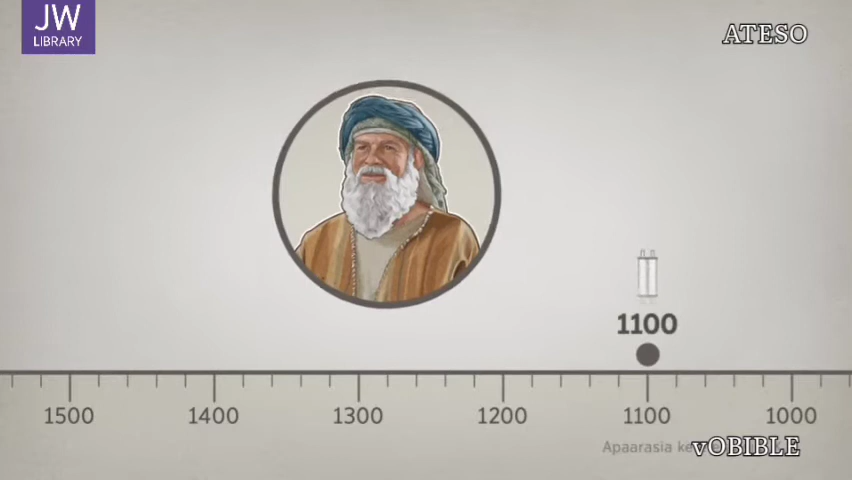 JW
LIBRARY
ATESO
1100
1500 1400 1300 1200 1100 1000
Apaarasia
vOBIBLE